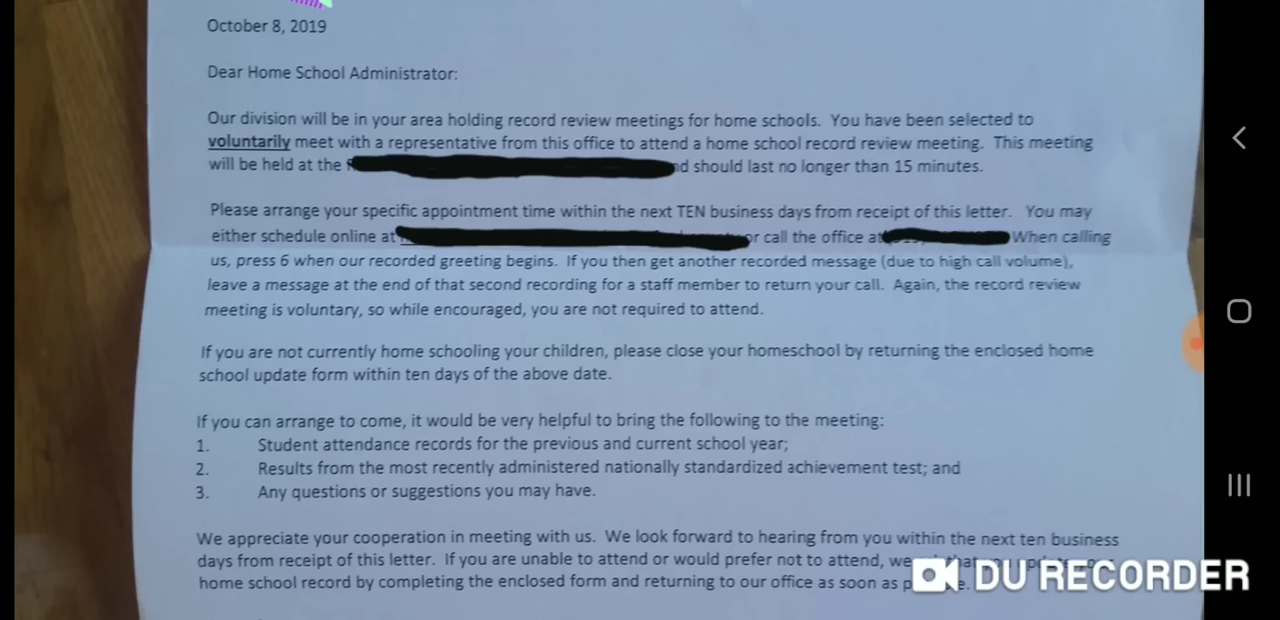 October 8, 2019
Dear Home School Administrator:
Our division will be in your area holding record review meetings for home schools. You have been selected to
voluntarily meet with a representative from this office to attend a home school record review meeting. This meeting
will be held at the should last no longer than 15 minutes.
Please arrange your specific appointment time within the next TEN business days from receipt of this letter. You may
either schedule online at or call the office at When calling
us, press 6 when our recorded greeting begins. If you then get another recorded message (due to high call volume),
leave a message at the end of that second recording for a staff member to return your call. Again, the record review
meeting is voluntary, so while encouraged, you are not required to attend.
If you are not currently home schooling your children, please close your homeschool by returning the enclosed home
school update form within ten days of the above date.
If you can arrange to come, it would be very helpful to bring the following to the meeting:
1. Student attendance records for the previous and current school year;
2. Results from the most recently administered nationally standardized achievement test; and
3. Any questions or suggestions you may have.
We appreciate your cooperation in meeting with us. We look forward to hearing from you within the next ten business
days from receipt of this letter. If you are unable to attend or would prefer not to attend, we
home school record by completing the enclosed form and returning to our office as soon as
DU RECORDER